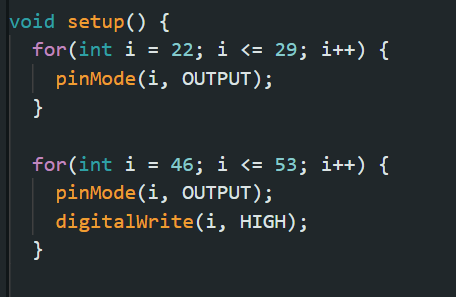 void setup() {
  for(int i = 22; i <= 29; i++) {
    pinMode(i, OUTPUT);
  }

  for(int i = 46; i <= 53; i++) {
    pinMode(i, OUTPUT);
    digitalWrite(i, HIGH);
  }